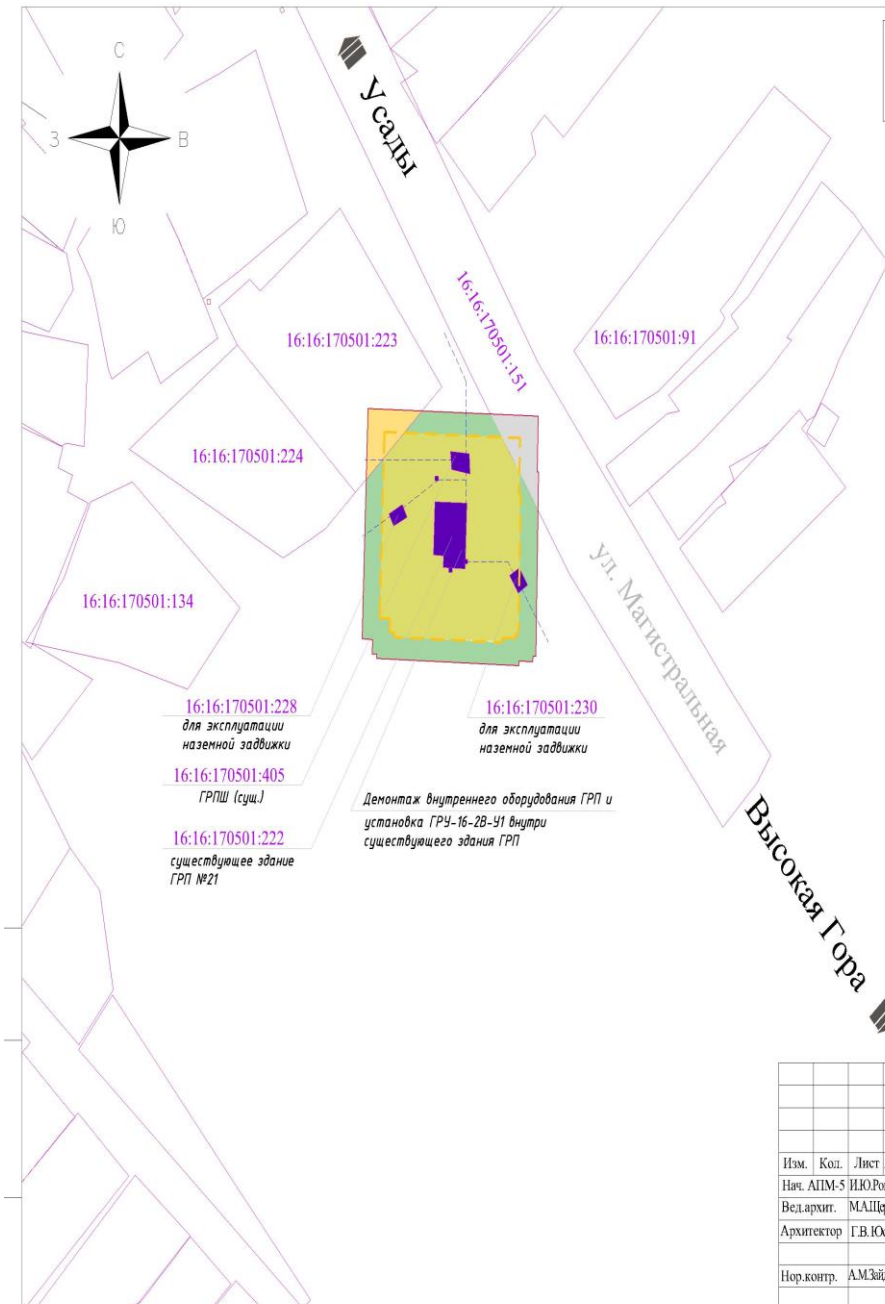 С
З
В
Ю
Усады
16:16:170501:151
16:16:170501:223
16:16:170501:91
16:16:170501:224
16:16:170501:134
ул. Магистральная
16:16:170501:228
для эксплуатации
наземной задвижки
16:16:170501:230
для эксплуатации
наземной задвижки
16:16:170501:405
ГРПШ (сущ.)
Демонтаж внутреннего оборудования ГРП и
установка ГРУ-16-2В-У1 внутри
существующего здания ГРП
16:16:170501:222
существующее здание
ГРП №21
Высокая Гора
Изм. Кол. Лист
Нач. АПМ-5
Вед.архит.
Архитектор
Нор.контр.